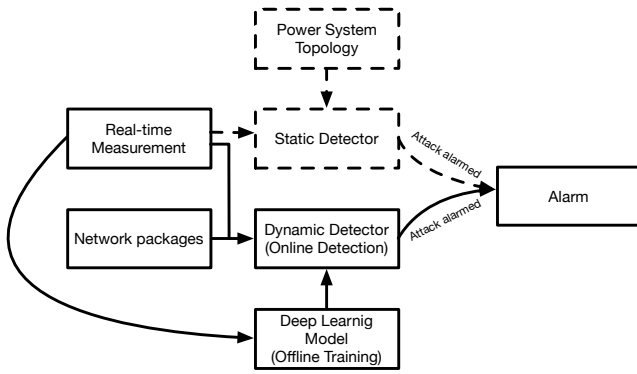 Power System
Topology
Real-time
Measurement
Static Detector
Attack alarmed
Alarm
Network packages
Dynamic Detector
(Online Detection)
Attack alarmed
Deep Learnig
Model
(Offline Training)